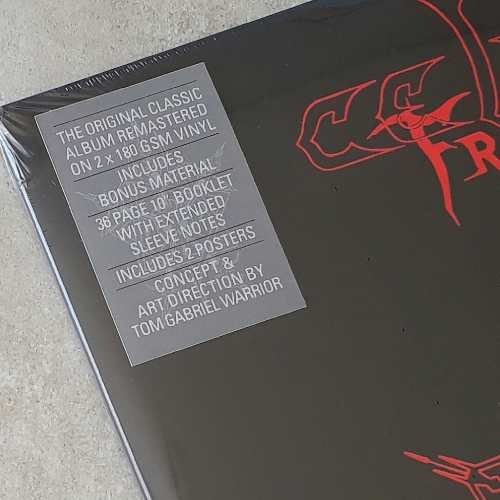 THE ORIGINAL CLASSIC
ALBUM REMASTERED
ON 2 x 180 GSM VINYL
INCLUDES
BONUS MATERIAL
36 PAGE 10" BOOKLET
WITH EXTENDED
SLEEVE NOTES
INCLUDES 2 POSTERS
CONCEPT &
ART DIRECTION BY
TOM GABRIEL WARRIOR